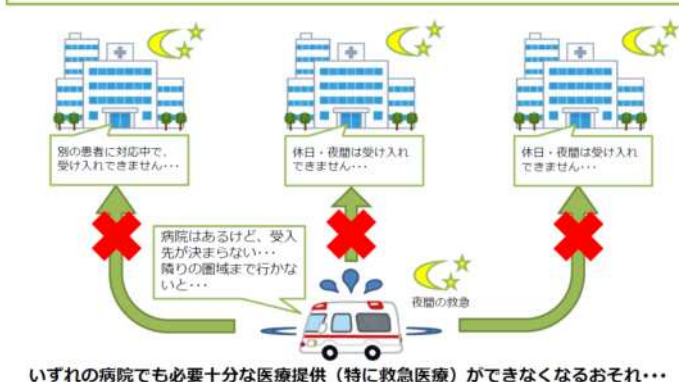 別の患者に対応中で、
受け入れできません・・・
休日・夜間は受け入れ
できません・・・
休日・夜間は受け入れ
できません・・・
病院はあるけど、受入
先が決まらない・・・
隣りの圏域まで行かな
いと・・・
夜間の救急
いずれの病院でも必要十分な医療提供（特に救急医療）ができなくなるおそれ・・・